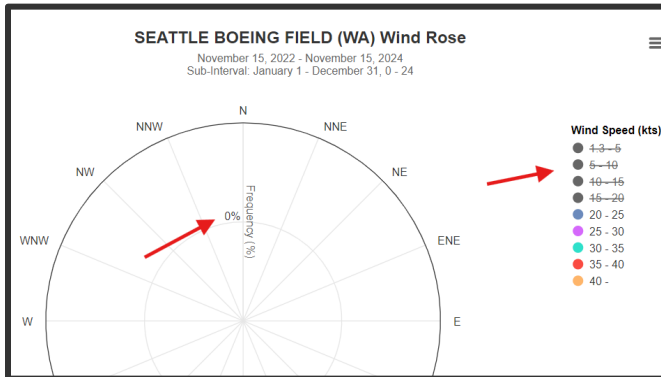 SEATTLE BOEING FIELD (WA) Wind Rose
November 15, 2022 - November 15, 2024
Sub-Interval: January 1 - December 31, 0 - 24
N
NNW
NNE
NW
NE
WNW
ENE
W
E
0%
Frequency (%)
Wind Speed (kts)
1.3 - 5
5 - 10
10 - 15
15 - 20
20 - 25
25 - 30
30 - 35
35 - 40
40 -